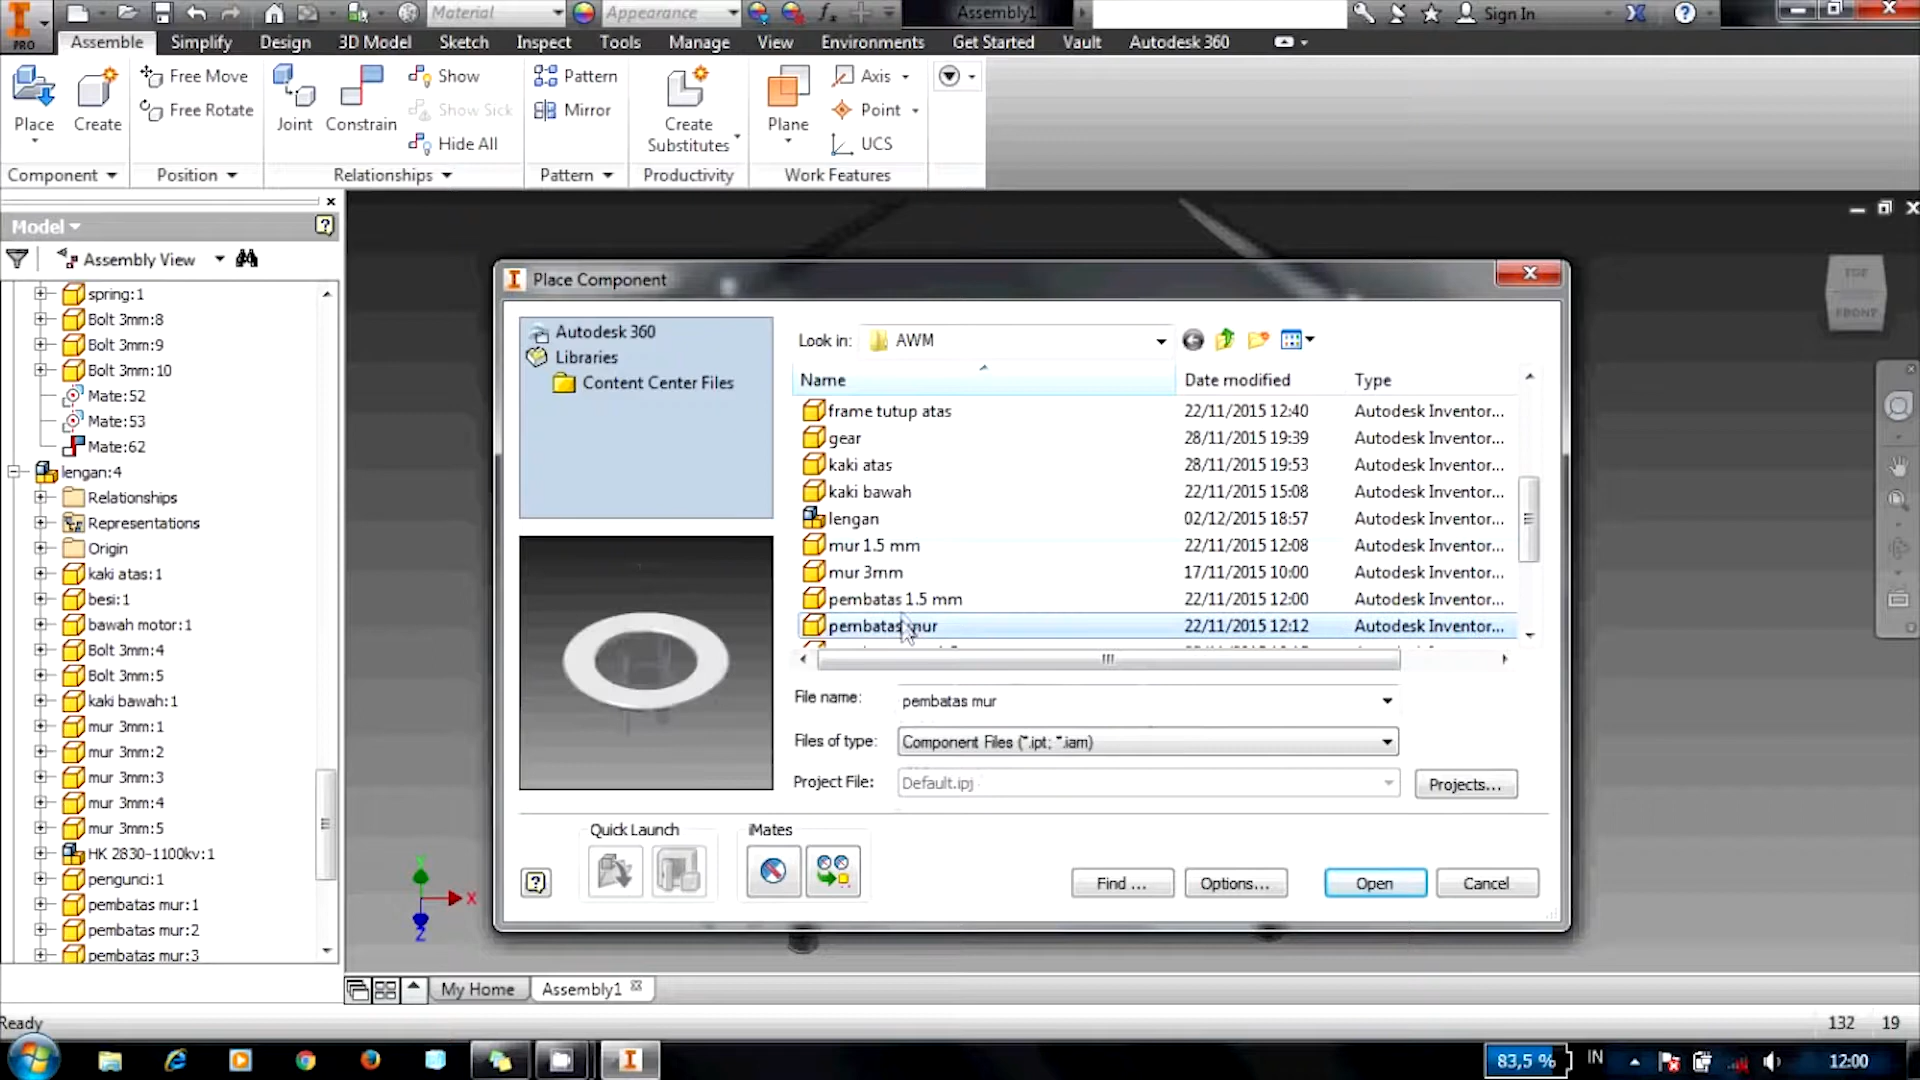 PRO
Material
Appearance
Assembly1
Sign In
Assemble
Simplify
Design
3D Model
Sketch
Inspect
Tools
Manage
View
Environments
Get Started
Vault
Autodesk 360
Place
Create
Free Move
Free Rotate
Joint
Constrain
Show
Show Sick
Hide All
Pattern
Mirror
Create
Substitutes
Plane
Axis
Point
UCS
Component
Position
Relationships
Pattern
Productivity
Work Features
Model
Assembly View
spring:1
Bolt 3mm:8
Bolt 3mm:9
Bolt 3mm:10
Mate:52
Mate:53
Mate:62
lengan:4
Relationships
Representations
Origin
kaki atas:1
besi:1
bawah motor:1
Bolt 3mm:4
Bolt 3mm:5
kaki bawah:1
mur 3mm:1
mur 3mm:2
mur 3mm:3
mur 3mm:4
mur 3mm:5
HK 2830-1100kv:1
pengunci:1
pembatas mur:1
pembatas mur:2
pembatas mur:3
TOP
FRONT
Place Component
Autodesk 360
Libraries
Content Center Files
Look in: AWM
Name Date modified Type
frame tutup atas 22/11/2015 12:40 Autodesk Inventor...
gear 28/11/2015 19:39 Autodesk Inventor...
kaki atas 28/11/2015 19:53 Autodesk Inventor...
kaki bawah 22/11/2015 15:08 Autodesk Inventor...
lengan 02/12/2015 18:57 Autodesk Inventor...
mur 1.5 mm 22/11/2015 12:08 Autodesk Inventor...
mur 3mm 17/11/2015 10:00 Autodesk Inventor...
pembatas 1.5 mm 22/11/2015 12:00 Autodesk Inventor...
pembatas mur 22/11/2015 12:12 Autodesk Inventor...
File name: pembatas mur
Files of type: Component Files (*.ipt; *.iam)
Project File: Default.ipj
Projects...
Quick Launch
iMates
Find ...
Options...
Open
Cancel
X
Z
My Home
Assembly1
Ready
132 19
83,5 %
IN
12:00